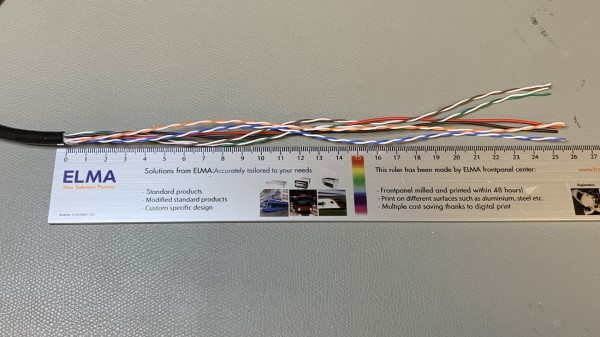 0 1 2 3 4 5 6 7 8 9 10 11 12 13 14 15 16 17 18 19 20 21 22 23 24 25 26 27
ELMA
Your Solution Partner
Solutions from ELMA:Accurately tailored to your needs
- Standard products
- Modified standard products
- Custom specific design
This ruler has been made by ELMA frontpanel center:
- Frontpanel milled and printed within 48 hours!
- Print on different surfaces such as aluminium, steel etc.
- Multiple cost saving thanks to digital print